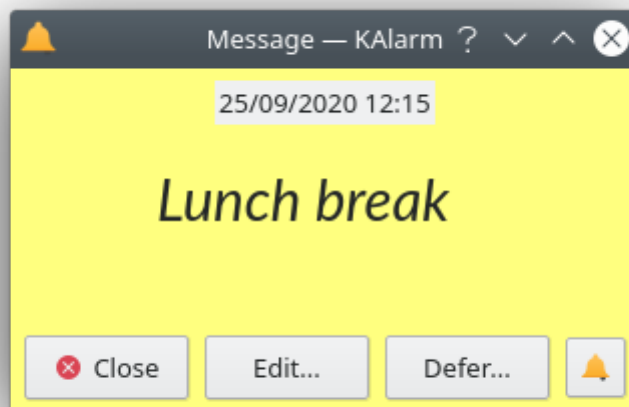 Message — KAlarm ?
25/09/2020 12:15
Lunch break
Close Edit... Defer...